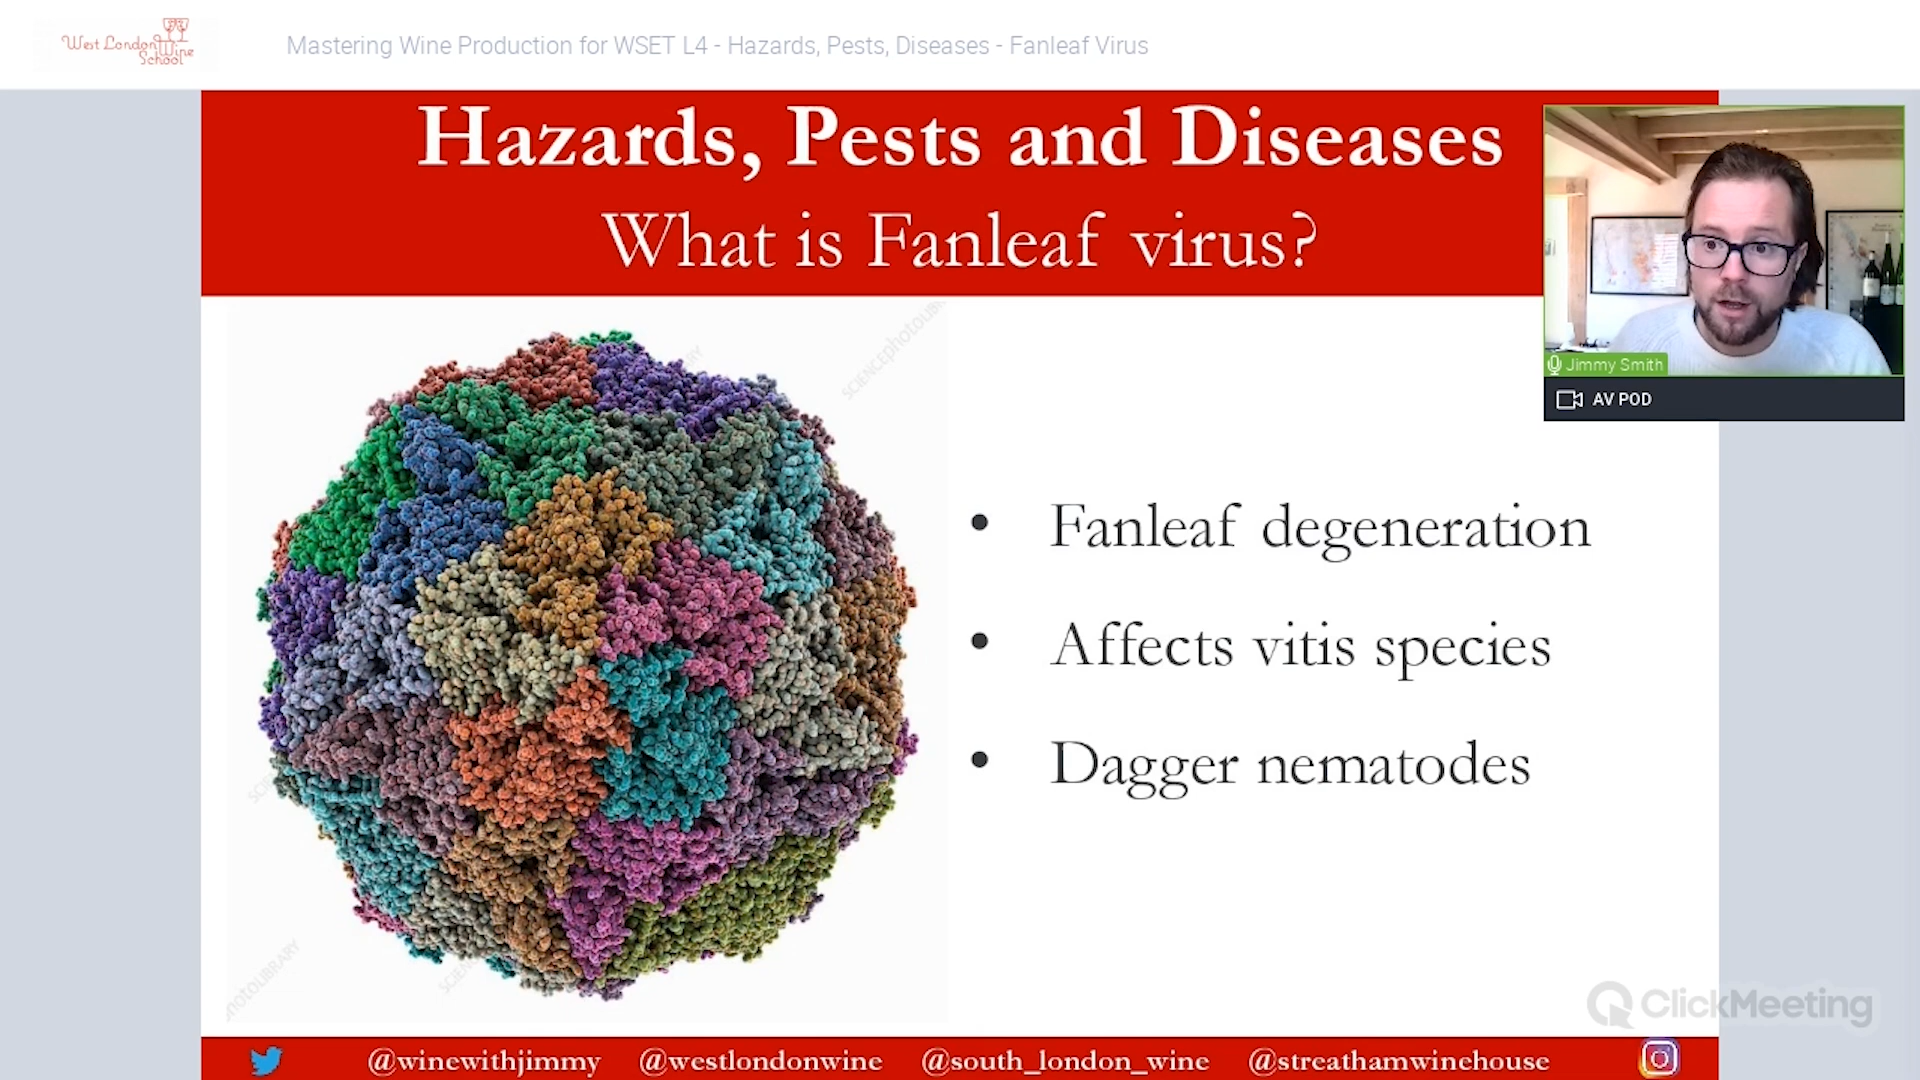 West London Wine
School
Mastering Wine Production for WSET L4 - Hazards, Pests, Diseases - Fanleaf Virus
Hazards, Pests and Diseases
What is Fanleaf virus?
Jimmy Smith
AV POD
• Fanleaf degeneration
• Affects vitis species
• Dagger nematodes
ClickMeeting
@winewithjimmy @westlondonwine @south_london_wine @streathamwinehouse